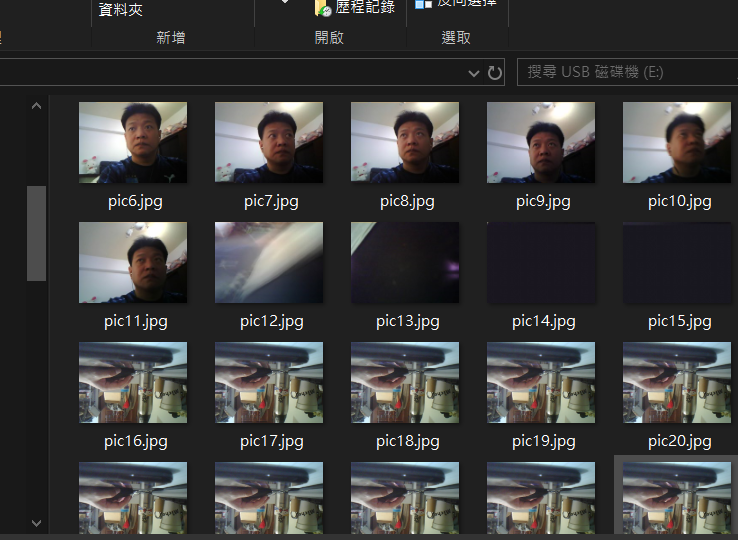 資料夾
歷程記錄
反向選擇
新增
開啟
選取
搜尋 USB 磁碟機 (E:)
pic6.jpg
pic7.jpg
pic8.jpg
pic9.jpg
pic10.jpg
pic11.jpg
pic12.jpg
pic13.jpg
pic14.jpg
pic15.jpg
pic16.jpg
pic17.jpg
pic18.jpg
pic19.jpg
pic20.jpg